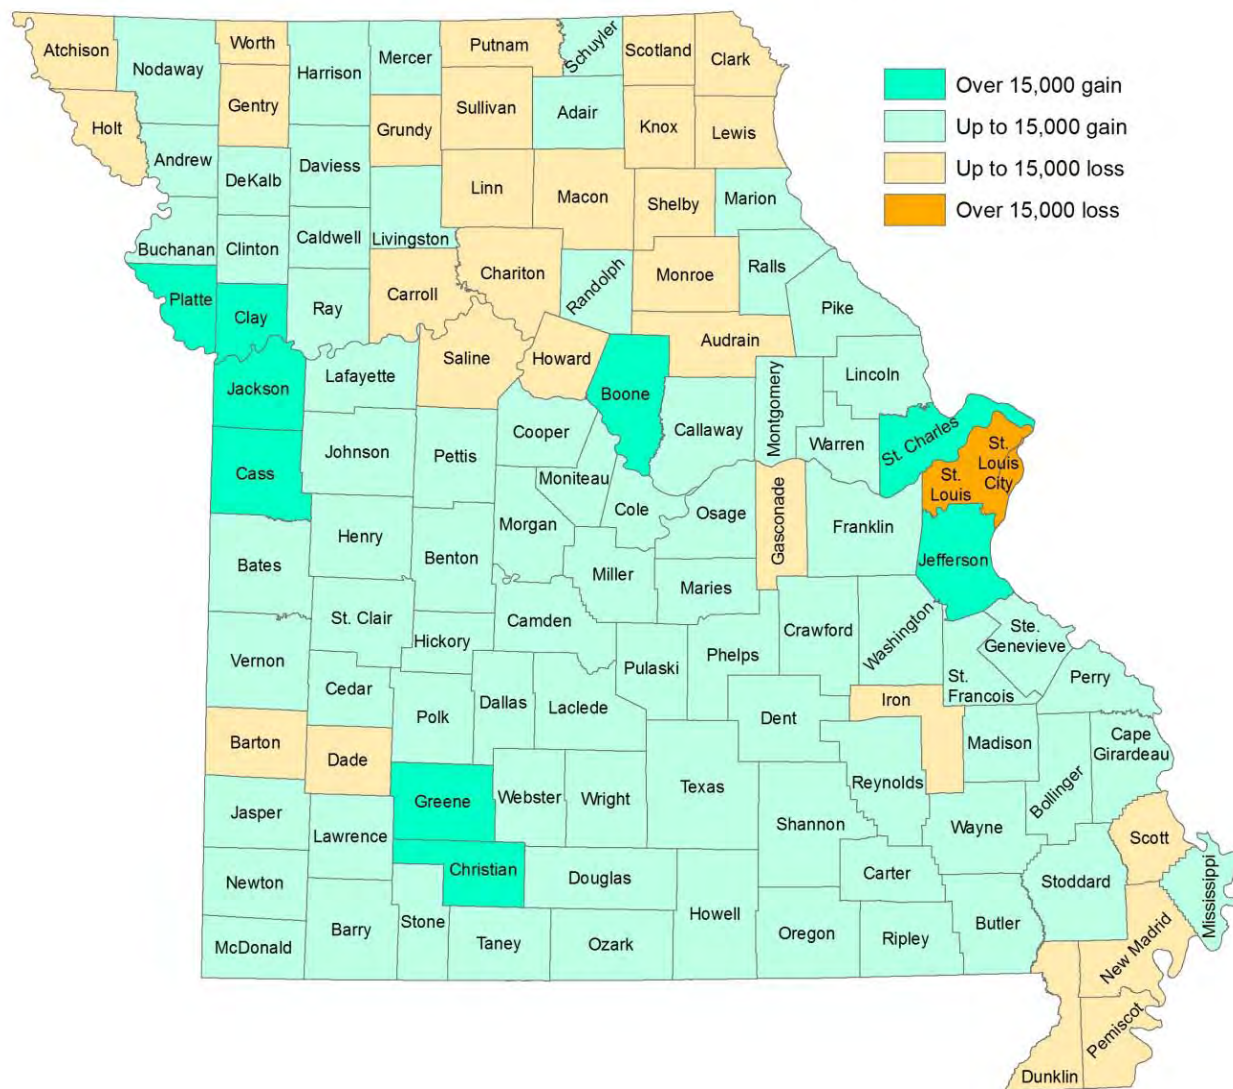 Atchison
Nodaway
Worth
Harrison
Mercer
Putnam
Schuyler
Scotland
Clark
Over 15,000 gain
Up to 15,000 gain
Up to 15,000 loss
Over 15,000 loss
Holt
Gentry
Grundy
Sullivan
Adair
Knox
Lewis
Andrew
DeKalb
Daviess
Linn
Macon
Shelby
Marion
Buchanan
Clinton
Caldwell
Livingston
Chariton
Randolph
Monroe
Ralls
Pike
Platte
Clay
Ray
Carroll
Saline
Howard
Audrain
Jackson
Lafayette
Boone
Callaway
Montgomery
Lincoln
Warren
St. Charles
St.
Louis
City
St.
Louis
Cass
Johnson
Pettis
Cooper
Moniteau
Cole
Osage
Gasconade
Franklin
Jefferson
Bates
Henry
Benton
Morgan
Miller
Maries
St. Clair
Hickory
Camden
Pulaski
Phelps
Crawford
Washington
Ste.
Genevieve
St.
Francois
Perry
Vernon
Cedar
Polk
Dallas
Laclede
Dent
Iron
Madison
Bollinger
Cape
Girardeau
Barton
Dade
Greene
Webster
Wright
Texas
Reynolds
Jasper
Lawrence
Christian
Douglas
Shannon
Wayne
Scott
Newton
Barry
Stone
Taney
Ozark
Howell
Oregon
Carter
Ripley
Butler
Stoddard
Mississippi
McDonald
New Madrid
Pemiscot
Dunklin